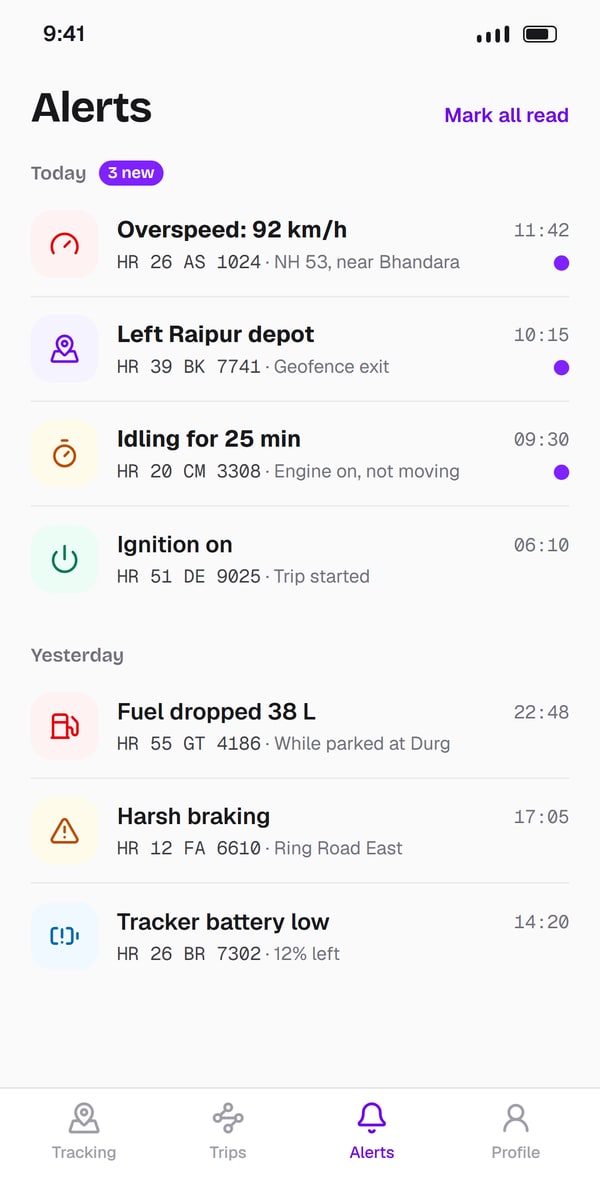 9:41
Alerts
Mark all read
Today 3 new
Overspeed: 92 km/h 11:42
HR 26 AS 1024 · NH 53, near Bhandara
Left Raipur depot 10:15
HR 39 BK 7741 · Geofence exit
Idling for 25 min 09:30
HR 20 CM 3308 · Engine on, not moving
Ignition on 06:10
HR 51 DE 9025 · Trip started
Yesterday
Fuel dropped 38 L 22:48
HR 55 GT 4186 · While parked at Durg
Harsh braking 17:05
HR 12 FA 6610 · Ring Road East
Tracker battery low 14:20
HR 26 BR 7302 · 12% left
Tracking Trips Alerts Profile